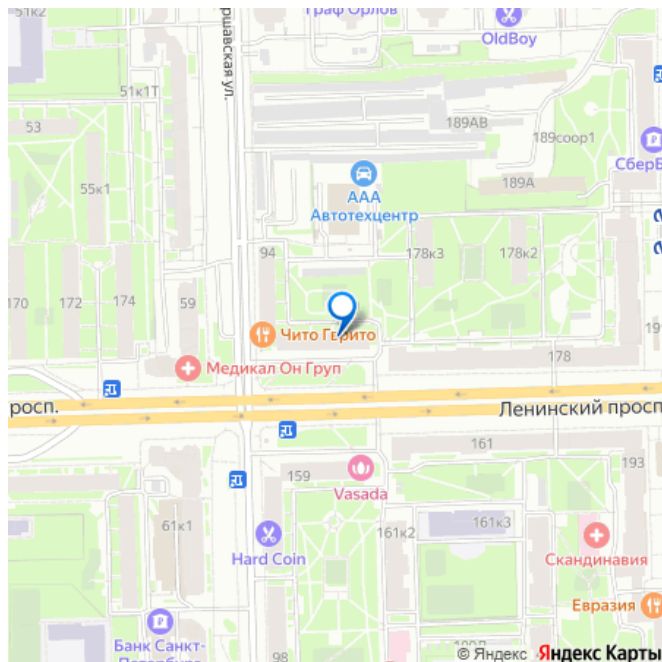 Граф Орлов
OldBoy
51к1Т
ршавская ул.
53
189АВ
189соор1
СберБ
55к1
189А
ААА
Автотехцентр
94
178к3
178к2
170
172
174
59
Чито Гврито
178
Медикал Он Груп
росп.
Ленинский просп
161
193
159
Vasada
61к1
161к2
161к3
Hard Coin
Скандинавия
Евразия
Банк Санкт-
98
© Яндекс
Яндекс Карты